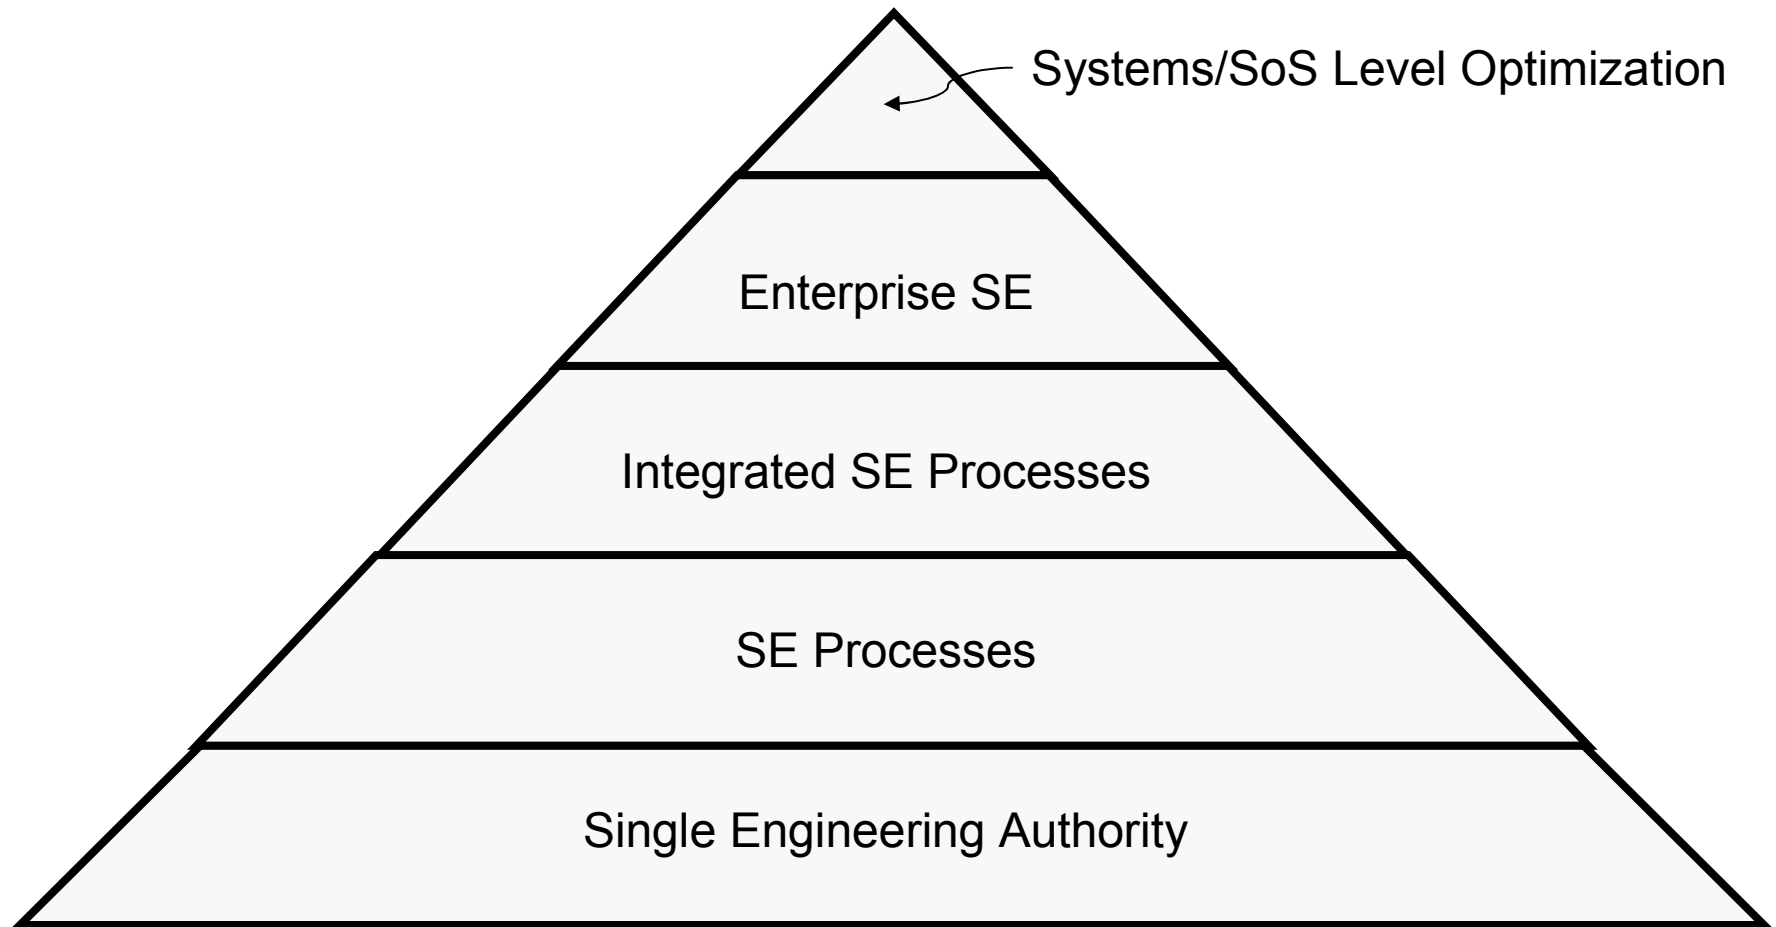 Systems/SoS Level Optimization
Enterprise SE
Integrated SE Processes
SE Processes
Single Engineering Authority